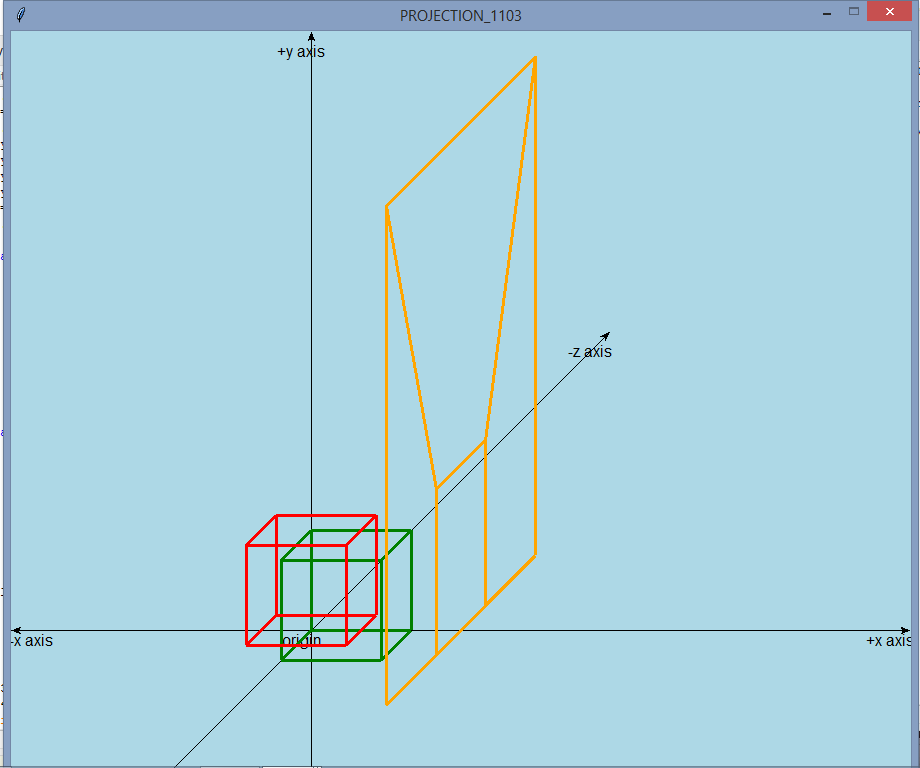 PROJECTION_1103
+y axis
-z axis
-x axis
origin
+x axis